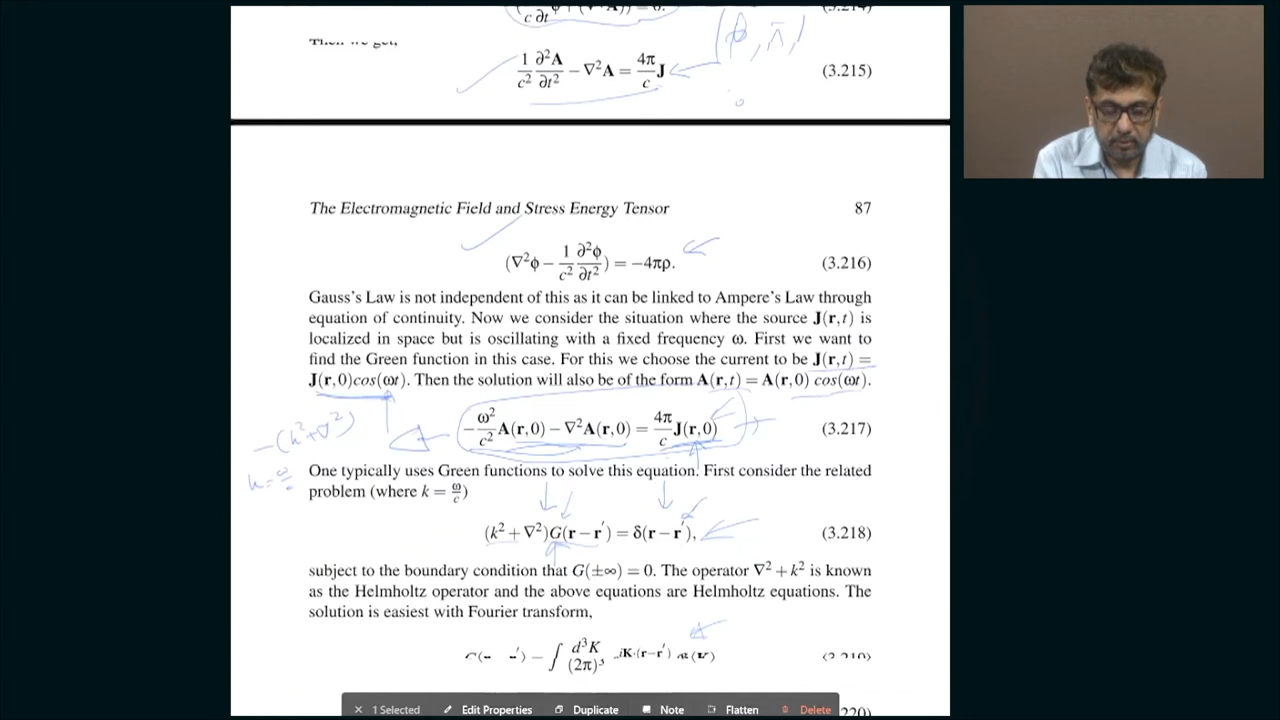 1/c² ∂²A/∂t² − ∇²A = 4π/c J (3.215)
(φ, A)
The Electromagnetic Field and Stress Energy Tensor 87
(∇²φ − 1/c² ∂²φ/∂t²) = −4πρ. (3.216)
Gauss's Law is not independent of this as it can be linked to Ampere's Law through
equation of continuity. Now we consider the situation where the source J(r,t) is
localized in space but is oscillating with a fixed frequency ω. First we want to
find the Green function in this case. For this we choose the current to be J(r,t) =
J(r,0)cos(ωt). Then the solution will also be of the form A(r,t) = A(r,0) cos(ωt).
−(k²+∇²)
−ω²/c² A(r,0) − ∇²A(r,0) = 4π/c J(r,0) (3.217)
k=ω/c
One typically uses Green functions to solve this equation. First consider the related
problem (where k = ω/c)
(k² + ∇²)G(r − r′) = δ(r − r′), (3.218)
subject to the boundary condition that G(±∞) = 0. The operator ∇² + k² is known
as the Helmholtz operator and the above equations are Helmholtz equations. The
solution is easiest with Fourier transform,
∫ d³K/(2π)³
× 1 Selected Edit Properties Duplicate Note Flatten Delete
220)